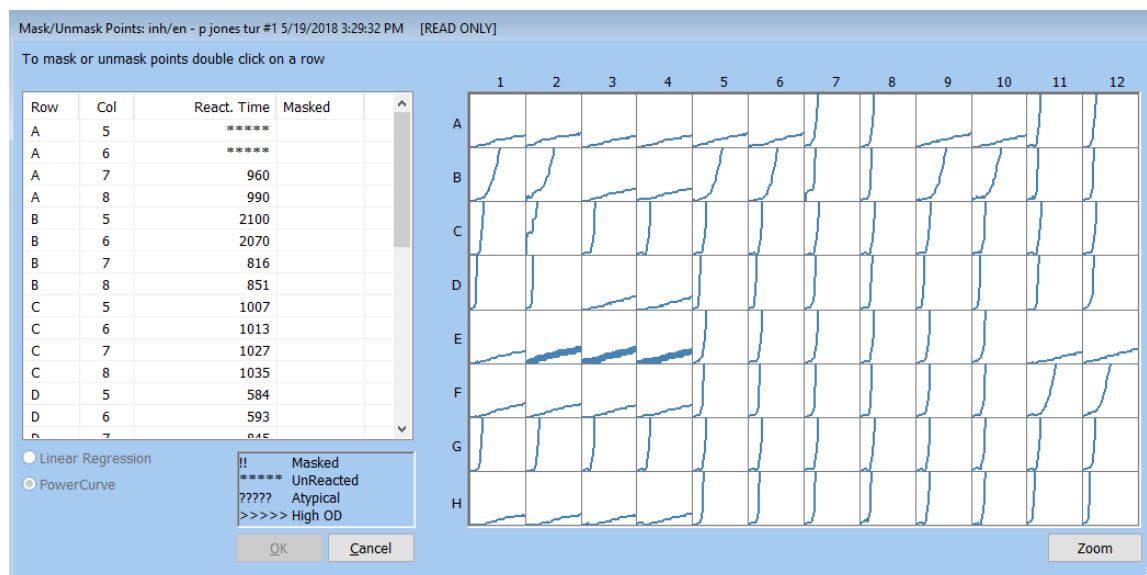 Mask/Unmask Points: inh/en - p jones tur #1 5/19/2018 3:29:32 PM [READ ONLY]
To mask or unmask points double click on a row
Row Col React. Time Masked
A 5 *****
A 6 *****
A 7 960
A 8 990
B 5 2100
B 6 2070
B 7 816
B 8 851
C 5 1007
C 6 1013
C 7 1027
C 8 1035
D 5 584
D 6 593
D 7 845
Linear Regression
PowerCurve
!! Masked
***** UnReacted
????? Atypical
>>>>> High OD
OK Cancel
1 2 3 4 5 6 7 8 9 10 11 12
A
B
C
D
E
F
G
H
Zoom